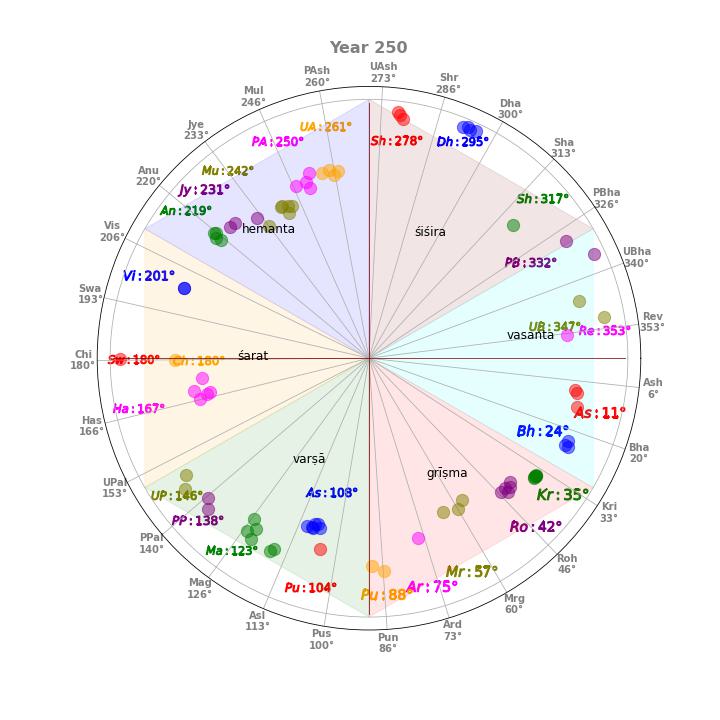 Year 250
UAsh
273°
Shr
286°
Dha
300°
Sha
313°
PBha
326°
UBha
340°
Rev
353°
Ash
6°
Bha
20°
Kri
33°
Roh
46°
Mrg
60°
Ard
73°
Pun
86°
Pus
100°
Asl
113°
Mag
126°
PPal
140°
UPal
153°
Has
166°
Chi
180°
Swa
193°
Vis
206°
Anu
220°
Jye
233°
Mul
246°
PAsh
260°
Sh:278°
Dh:295°
Sh:317°
PB:332°
UB:347°
Re:353°
As:11°
Bh:24°
Kr:35°
Ro:42°
Mr:57°
Ar:75°
Pu:88°
Pu:104°
As:108°
Ma:123°
PP:138°
UP:146°
Ha:167°
Ch:180°
Sw:180°
Vi:201°
An:219°
Jy:231°
Mu:242°
PA:250°
UA:261°
śiśira
vasanta
grīṣma
varṣā
śarat
hemanta